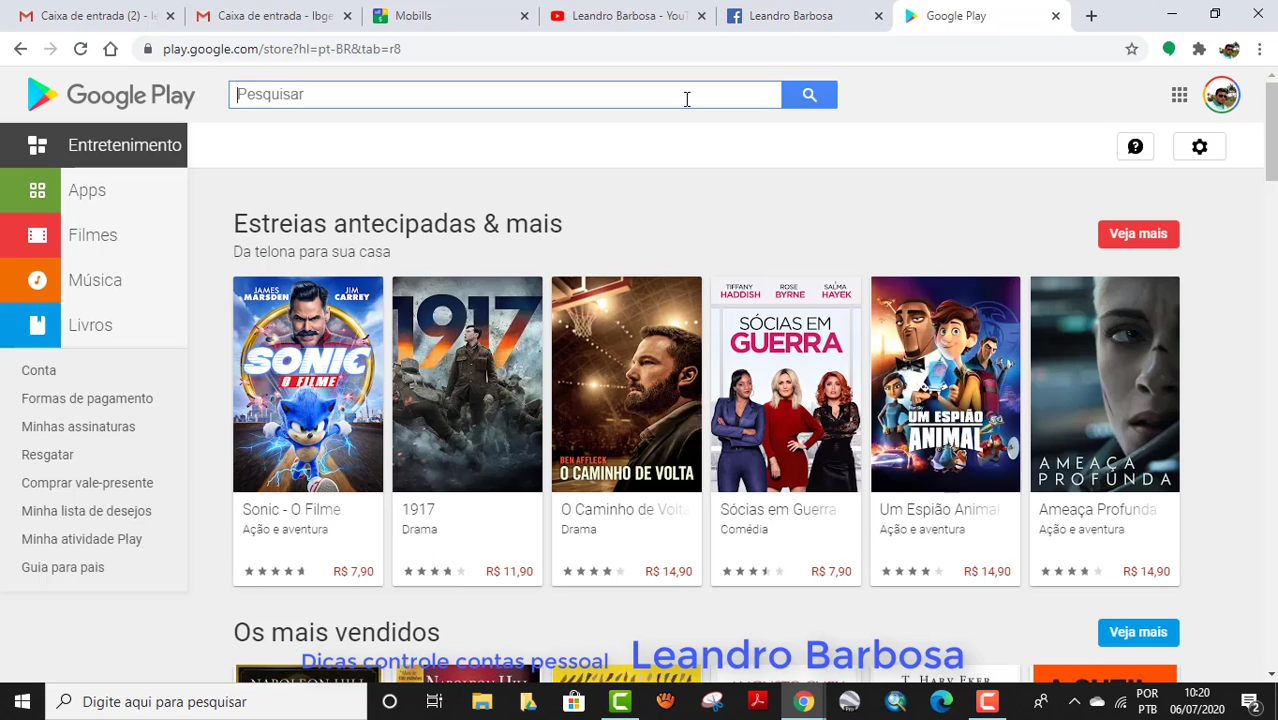 Caixa de entrada (2) - l
Caixa de entrada - lbge
Mobills
Leandro Barbosa - YouT
Leandro Barbosa
Google Play
play.google.com/store?hl=pt-BR&tab=r8
Google Play
Pesquisar
Entretenimento
Apps
Filmes
Música
Livros
Conta
Formas de pagamento
Minhas assinaturas
Resgatar
Comprar vale-presente
Minha lista de desejos
Minha atividade Play
Guia para pais
Estreias antecipadas & mais
Da telona para sua casa
Veja mais
JAMES MARSDEN
JIM CARREY
SONIC
O FILME
Sonic - O Filme
Ação e aventura
R$ 7,90
1917
1917
Drama
R$ 11,90
BEN AFFLECK
O CAMINHO DE VOLTA
O Caminho de Volta
Drama
R$ 14,90
TIFFANY HADDISH
ROSE BYRNE
SALMA HAYEK
SÓCIAS EM
GUERRA
Sócias em Guerra
Comédia
R$ 7,90
UM ESPIÃO
ANIMAL
Um Espião Animal
Ação e aventura
R$ 14,90
AMEAÇA
PROFUNDA
Ameaça Profunda
Ação e aventura
R$ 14,90
Os mais vendidos
Veja mais
Dicas controle contas pessoal
Leandro Barbosa
NAPOLEON HILL
T. HARV EKER
Digite aqui para pesquisar
POR
PTB
10:20
06/07/2020
2